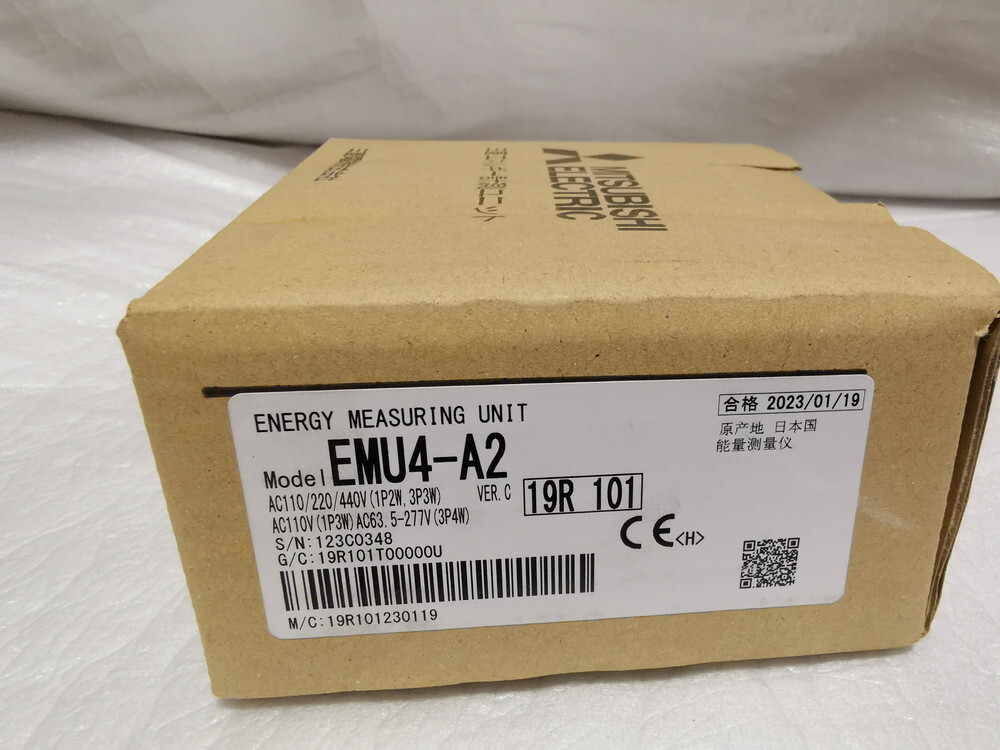 MITSUBISHI
ELECTRIC
ENERGY MEASURING UNIT
合格 2023/01/19
原产地 日本国
能量测量仪
Model EMU4-A2
AC110/220/440V(1P2W, 3P3W) VER. C
19R 101
AC110V(1P3W) AC63. 5-277V(3P4W)
S/N:123C0348
G/C:19R101T00000U
CE<H>
M/C:19R101230119